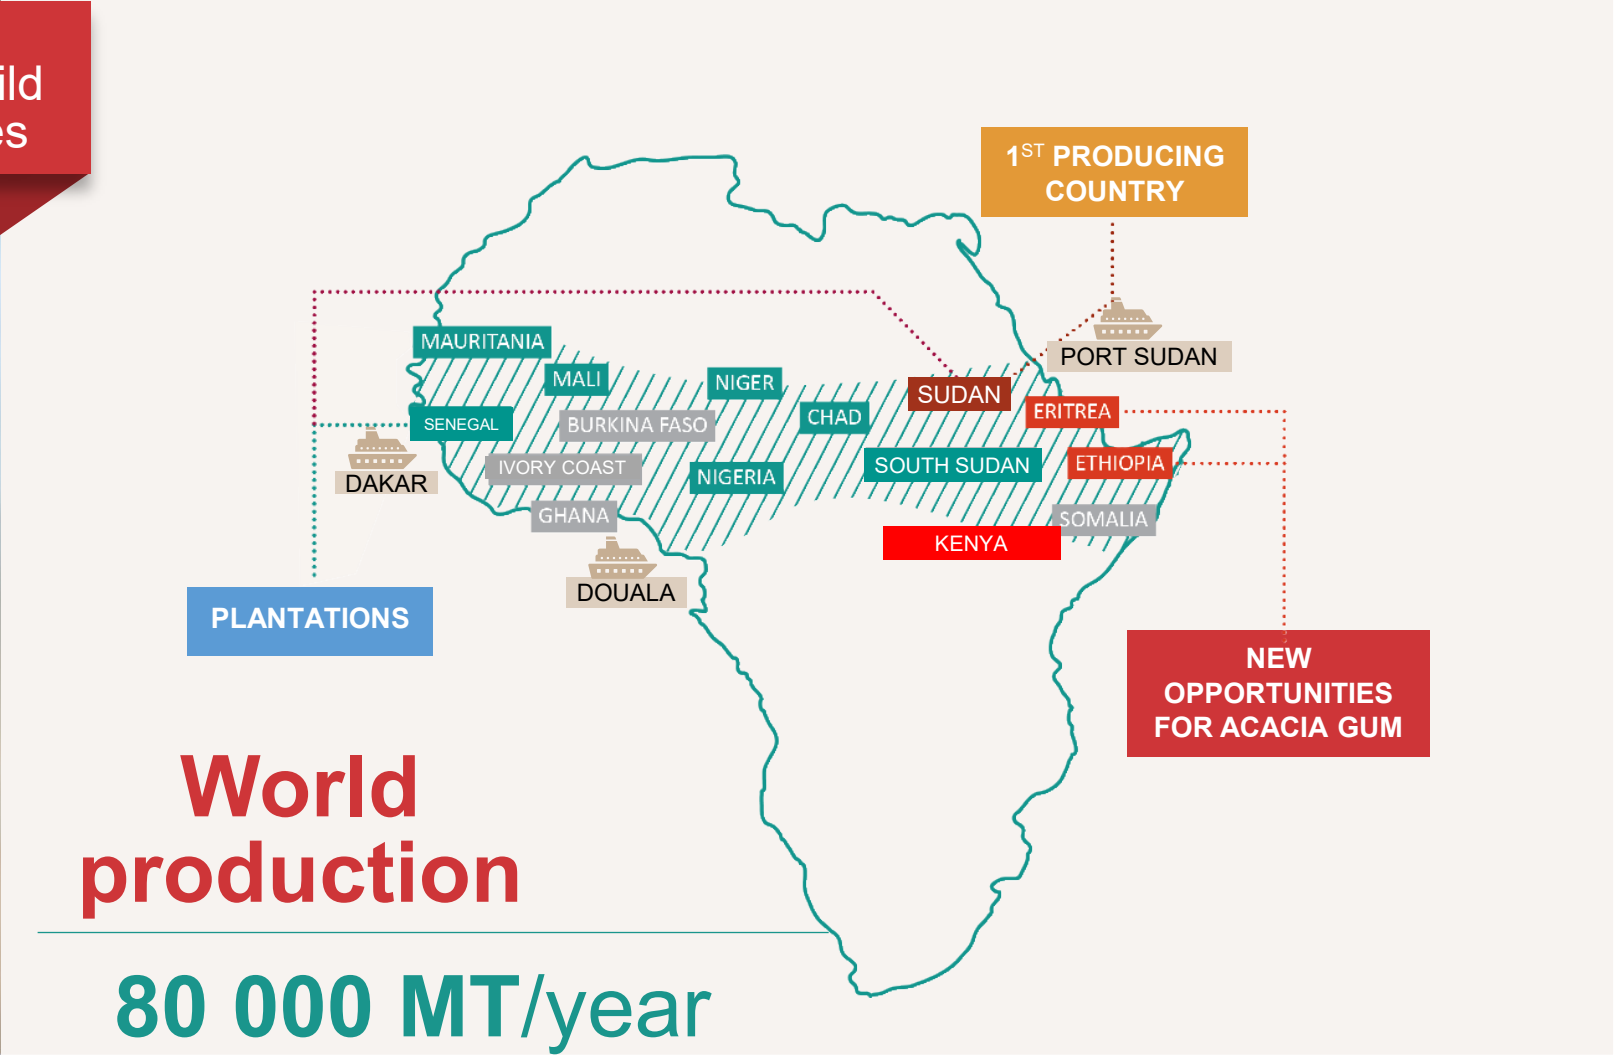 ild
es
1ST PRODUCING
COUNTRY
MAURITANIA
PORT SUDAN
MALI
NIGER
SUDAN
ERITREA
CHAD
SENEGAL
BURKINA FASO
IVORY COAST
SOUTH SUDAN
ETHIOPIA
NIGERIA
DAKAR
GHANA
SOMALIA
KENYA
DOUALA
PLANTATIONS
NEW
OPPORTUNITIES
FOR ACACIA GUM
World
production
80 000 MT/year